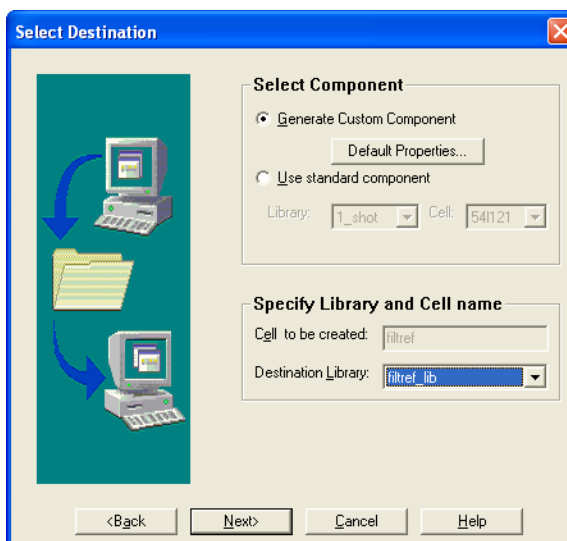 Select Destination
Select Component
Generate Custom Component
Default Properties...
Use standard component
Library: 1_shot Cell: 54l121
Specify Library and Cell name
Cell to be created: filtref
Destination Library: filtref_lib
<Back Next> Cancel Help